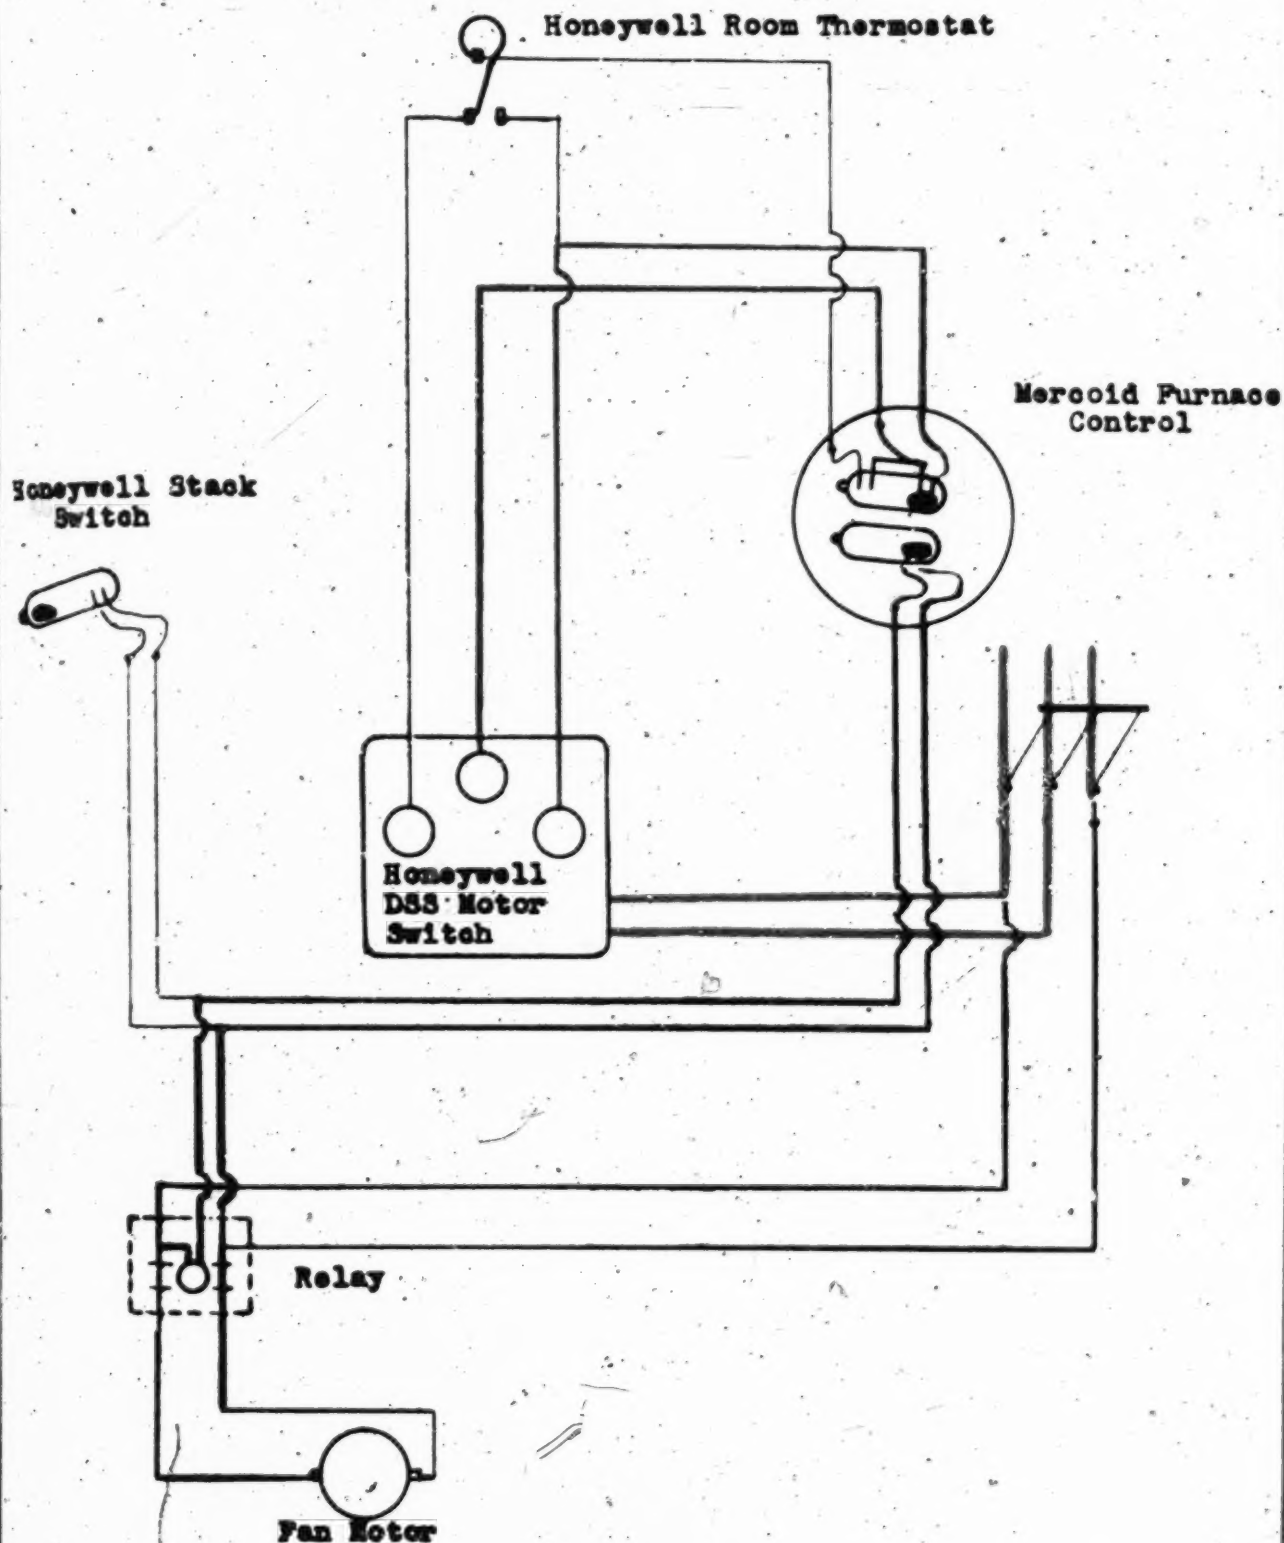 Honeywell Room Thermostat
Mercoid Furnace
Control
Honeywell Stack
Switch
Honeywell
DSS Motor
Switch
Relay
Fan Motor